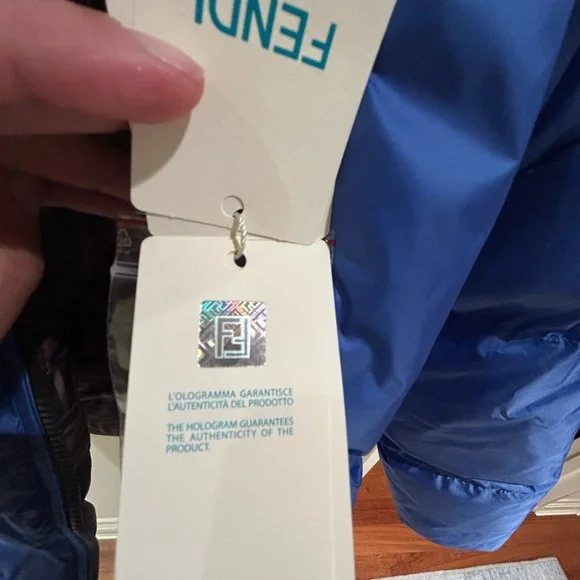 FENDI
L'OLOGRAMMA GARANTISCE
L'AUTENTICITÀ DEL PRODOTTO
THE HOLOGRAM GUARANTEES
THE AUTHENTICITY OF THE
PRODUCT.